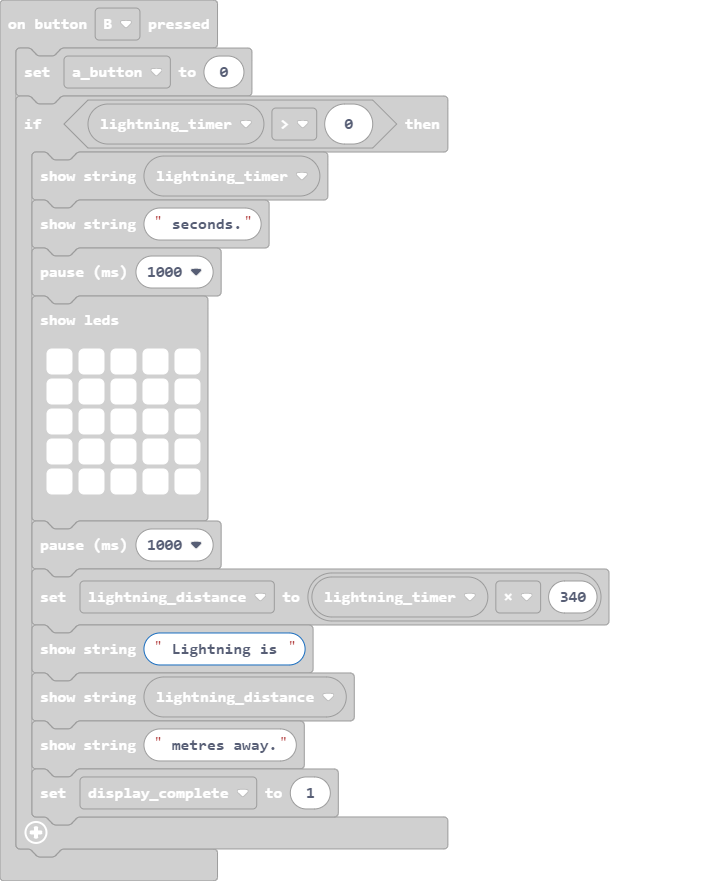 on button B pressed
set a_button to 0
if lightning_timer > 0 then
show string lightning_timer
show string " seconds."
pause (ms) 1000
show leds
pause (ms) 1000
set lightning_distance to lightning_timer × 340
show string " Lightning is "
show string lightning_distance
show string " metres away."
set display_complete to 1